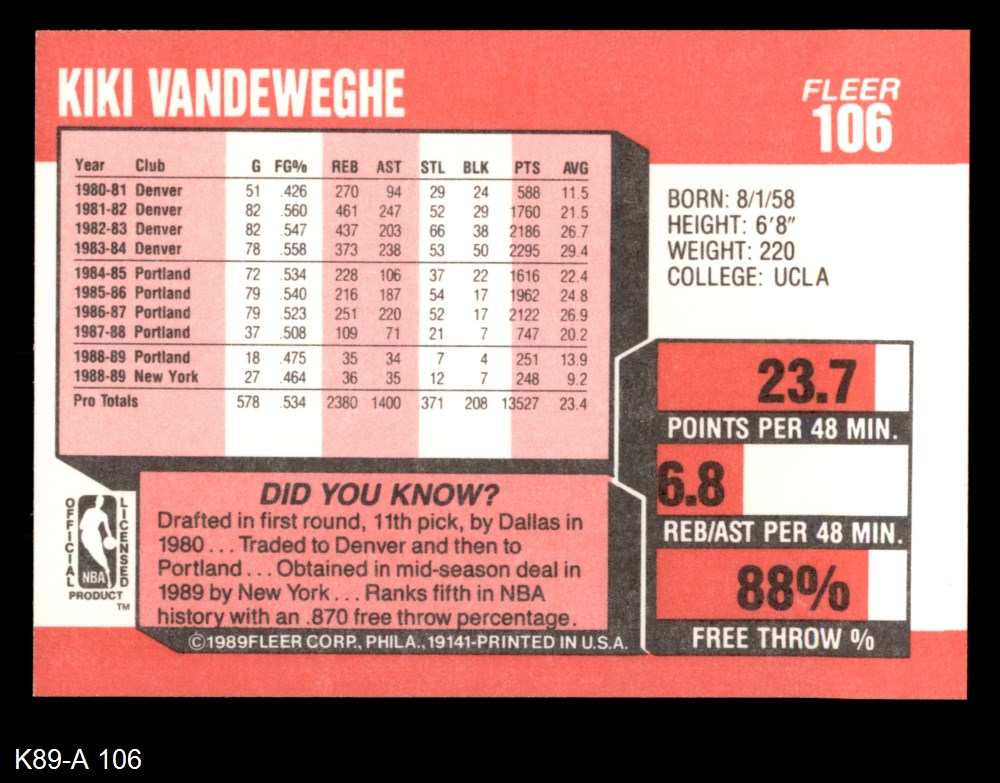 KIKI VANDEWEGHE
FLEER
106
Year Club G FG% REB AST STL BLK PTS AVG
1980-81 Denver 51 .426 270 94 29 24 588 11.5
1981-82 Denver 82 .560 461 247 52 29 1760 21.5
1982-83 Denver 82 .547 437 203 66 38 2186 26.7
1983-84 Denver 78 .558 373 238 53 50 2295 29.4
1984-85 Portland 72 .534 228 106 37 22 1616 22.4
1985-86 Portland 79 .540 216 187 54 17 1962 24.8
1986-87 Portland 79 .523 251 220 52 17 2122 26.9
1987-88 Portland 37 .508 109 71 21 7 747 20.2
1988-89 Portland 18 .475 35 34 7 4 251 13.9
1988-89 New York 27 .464 36 35 12 7 248 9.2
Pro Totals 578 .534 2380 1400 371 208 13527 23.4
BORN: 8/1/58
HEIGHT: 6'8"
WEIGHT: 220
COLLEGE: UCLA
23.7
POINTS PER 48 MIN.
6.8
REB/AST PER 48 MIN.
88%
FREE THROW %
DID YOU KNOW?
Drafted in first round, 11th pick, by Dallas in
1980 . . . Traded to Denver and then to
Portland . . . Obtained in mid-season deal in
1989 by New York . . . Ranks fifth in NBA
history with an .870 free throw percentage.
OFFICIAL
LICENSED
NBA
PRODUCT
TM
©1989FLEER CORP., PHILA., 19141-PRINTED IN U.S.A.
K89-A 106